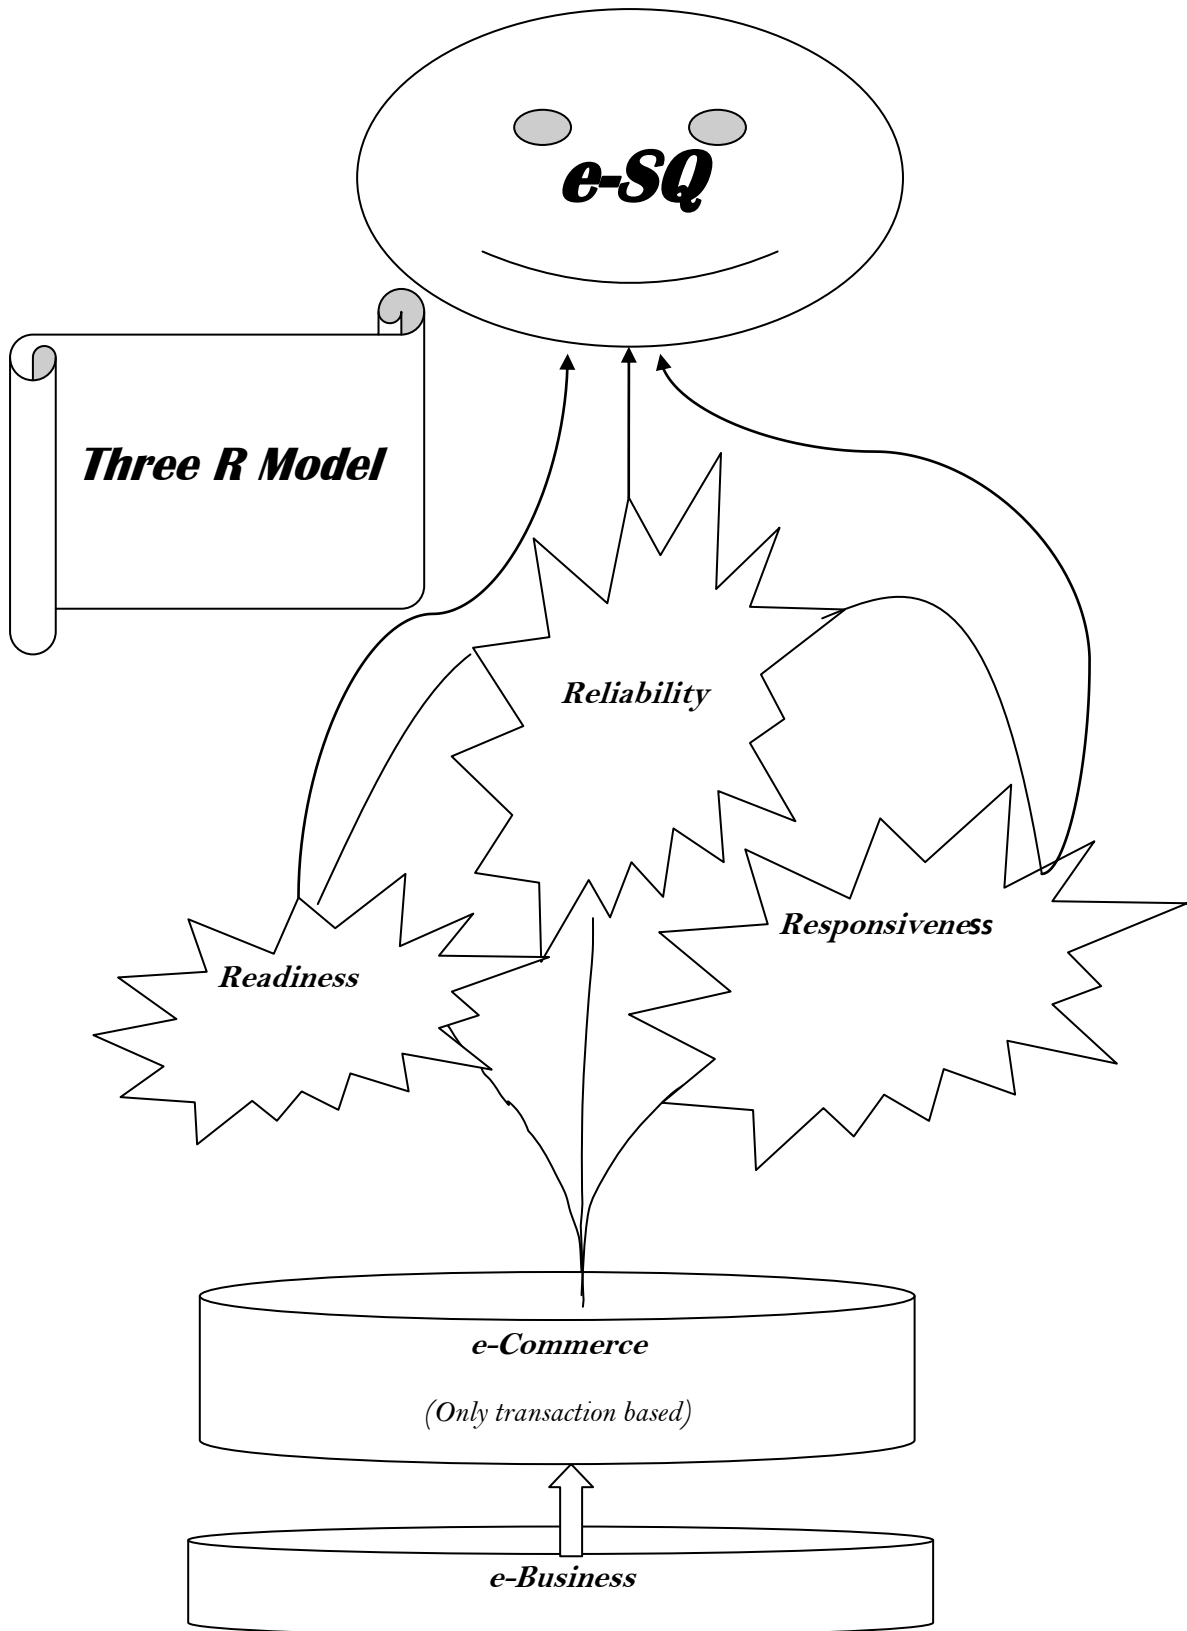 e-SQ
Three R Model
Reliability
Responsiveness
Readiness
e-Commerce
(Only transaction based)
e-Business